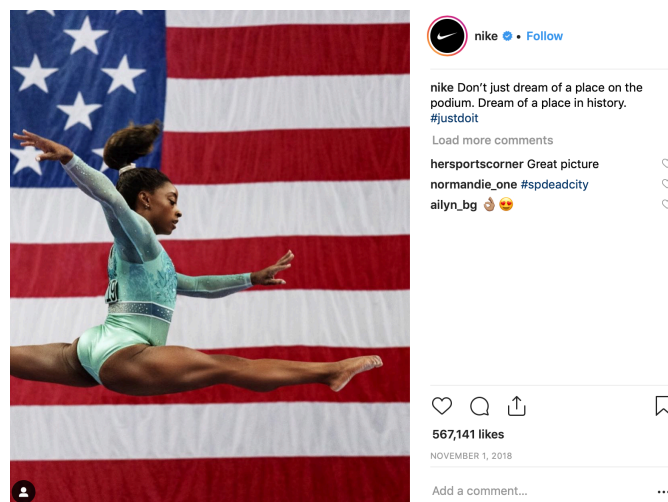 nike • Follow
nike Don't just dream of a place on the
podium. Dream of a place in history.
#justdoit
Load more comments
hersportscorner Great picture
normandie_one #spdeadcity
ailyn_bg 👌🏽😍
567,141 likes
NOVEMBER 1, 2018
Add a comment...